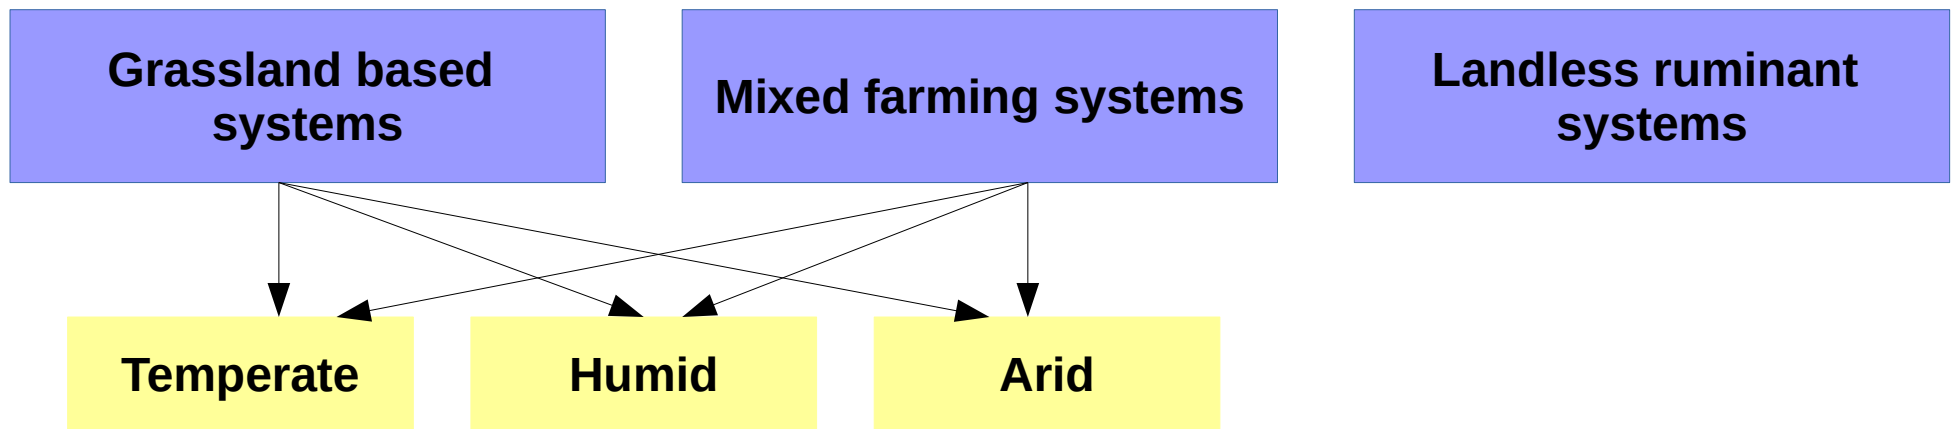 Grassland based
systems
Mixed farming systems
Landless ruminant
systems
Temperate
Humid
Arid